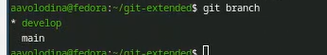 aavolodina@fedora:~/git-extended$ git branch
* develop
  main
aavolodina@fedora:~/git-extended$